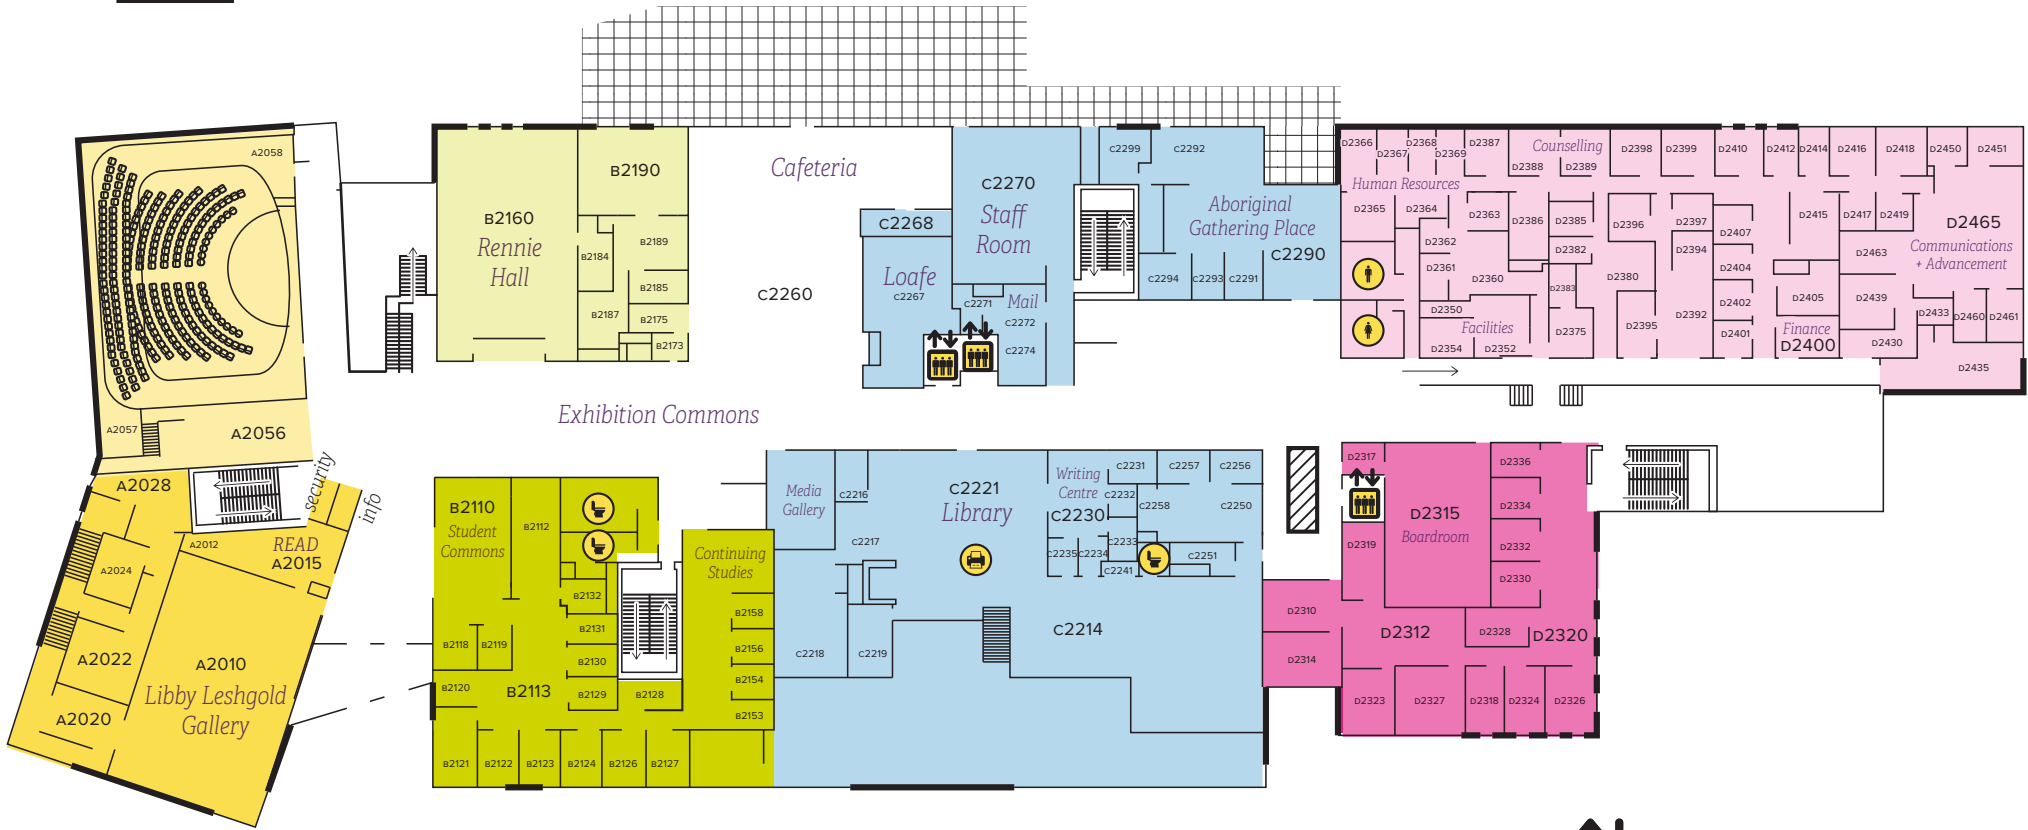 A2058
A2057
A2056
security
info
A2028
A2012
READ
A2015
A2024
A2022
A2010
Libby Leshgold
Gallery
A2020
B2160
Rennie
Hall
B2190
B2189
B2184
B2185
B2187
B2175
B2173
Cafeteria
C2260
Exhibition Commons
C2268
Loafe
C2267
C2270
Staff
Room
C2271
Mail
C2272
C2274
C2299
C2292
Aboriginal
Gathering Place
C2290
C2294
C2293
C2291
D2366
D2367
D2368
D2369
D2387
Counselling
D2388
D2389
D2398
D2399
D2410
D2412
D2414
D2416
D2418
D2450
D2451
Human Resources
D2365
D2364
D2363
D2386
D2385
D2396
D2397
D2407
D2415
D2417
D2419
D2465
Communications
+ Advancement
D2362
D2382
D2394
D2463
D2361
D2360
D2383
D2380
D2404
D2350
D2402
D2405
D2439
D2433
D2460
D2461
Facilities
D2375
D2395
D2392
D2401
Finance
D2400
D2430
D2354
D2352
D2435
B2110
Student
Commons
B2112
Continuing
Studies
B2132
B2131
B2130
B2129
B2128
B2118
B2119
B2120
B2113
B2158
B2156
B2154
B2153
B2121
B2122
B2123
B2124
B2126
B2127
Media
Gallery
C2216
C2217
C2218
C2219
C2221
Library
C2214
Writing
Centre
C2230
C2231
C2257
C2256
C2232
C2258
C2250
C2233
C2235
C2234
C2241
C2251
D2317
D2319
D2315
Boardroom
D2336
D2334
D2332
D2330
D2310
D2314
D2312
D2328
D2320
D2323
D2327
D2318
D2324
D2326